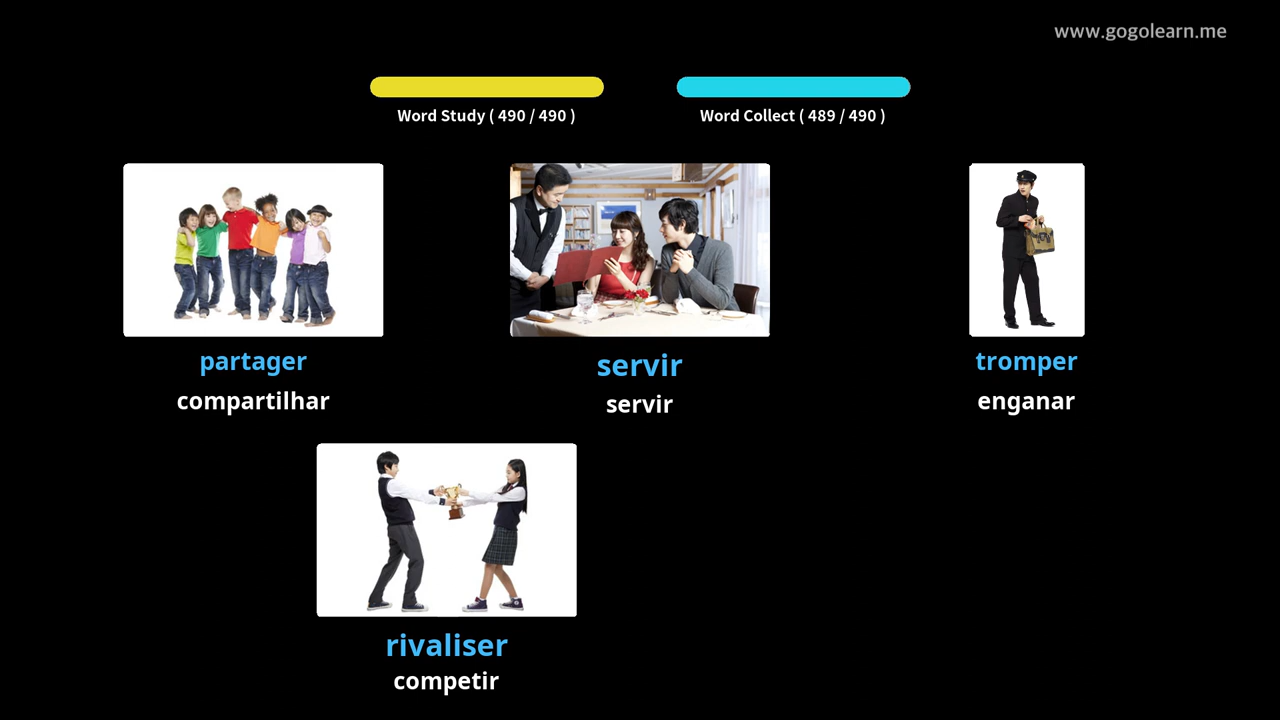 www.gogolearn.me
Word Study ( 490 / 490 )
Word Collect ( 489 / 490 )
partager
compartilhar
servir
servir
tromper
enganar
rivaliser
competir